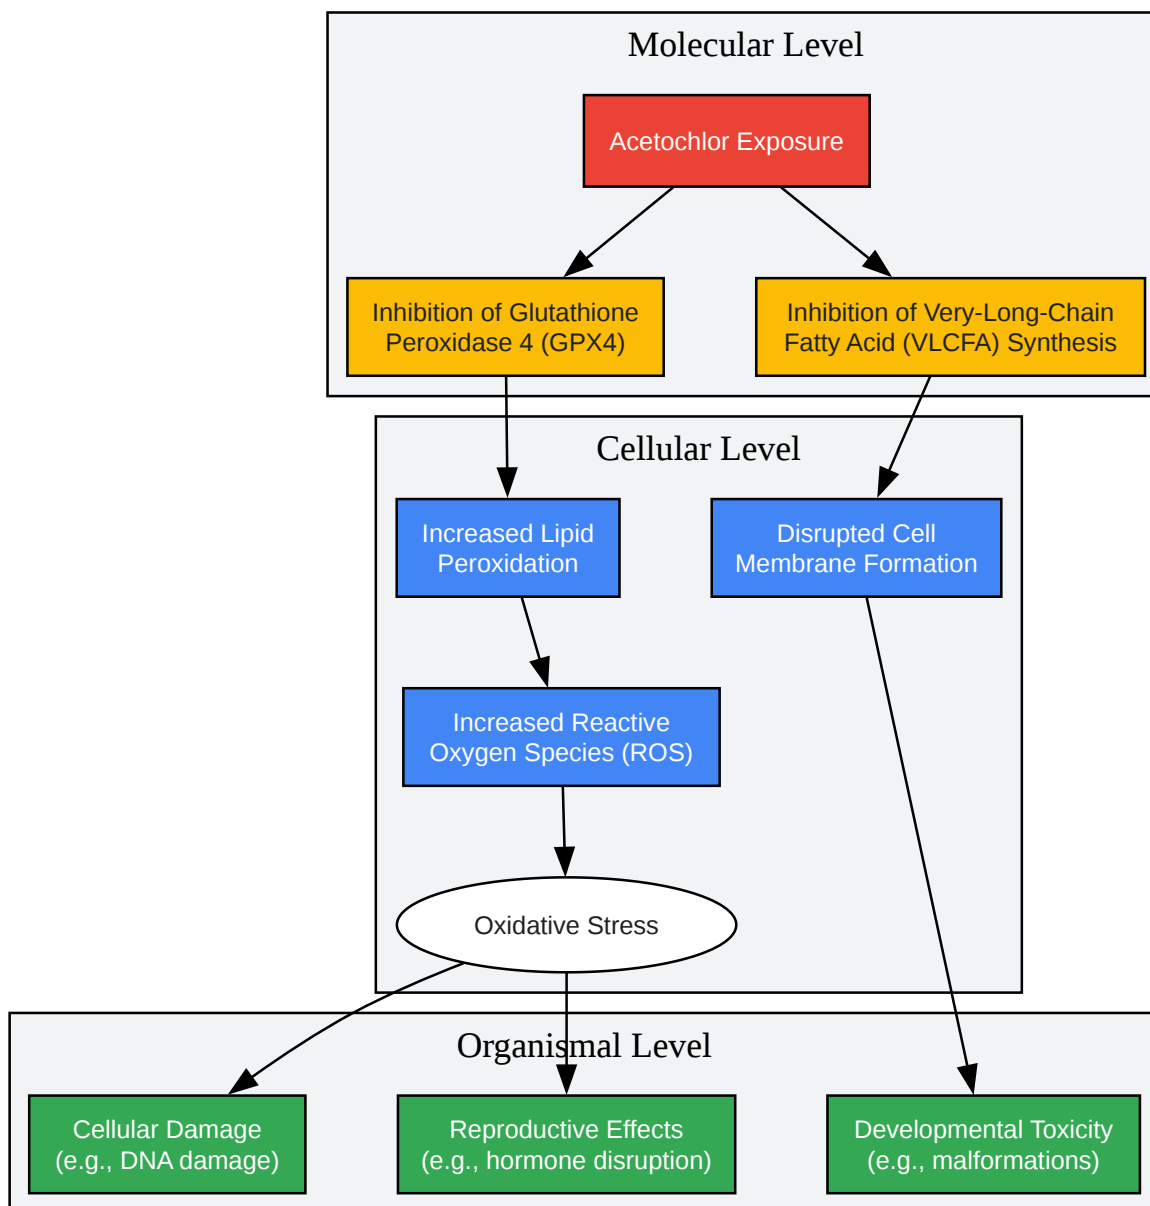 Molecular Level
Acetochlor Exposure
Inhibition of Glutathione
Peroxidase 4 (GPX4)
Inhibition of Very-Long-Chain
Fatty Acid (VLCFA) Synthesis
Cellular Level
Increased Lipid
Peroxidation
Disrupted Cell
Membrane Formation
Increased Reactive
Oxygen Species (ROS)
Oxidative Stress
Organismal Level
Cellular Damage
(e.g., DNA damage)
Reproductive Effects
(e.g., hormone disruption)
Developmental Toxicity
(e.g., malformations)